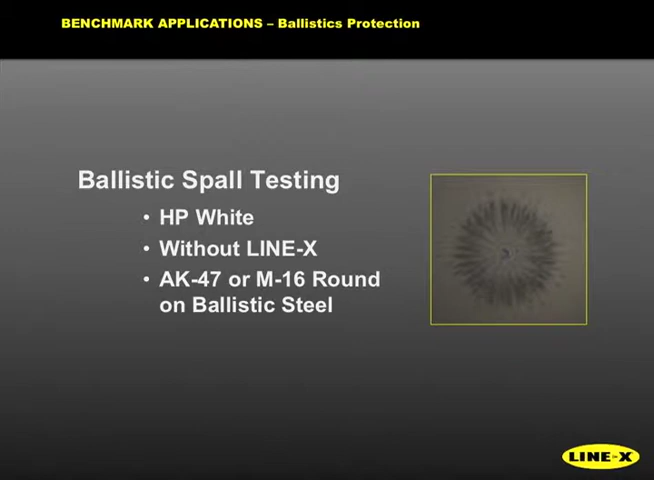 BENCHMARK APPLICATIONS – Ballistics Protection
Ballistic Spall Testing
• HP White
• Without LINE-X
• AK-47 or M-16 Round
on Ballistic Steel
LINE-X